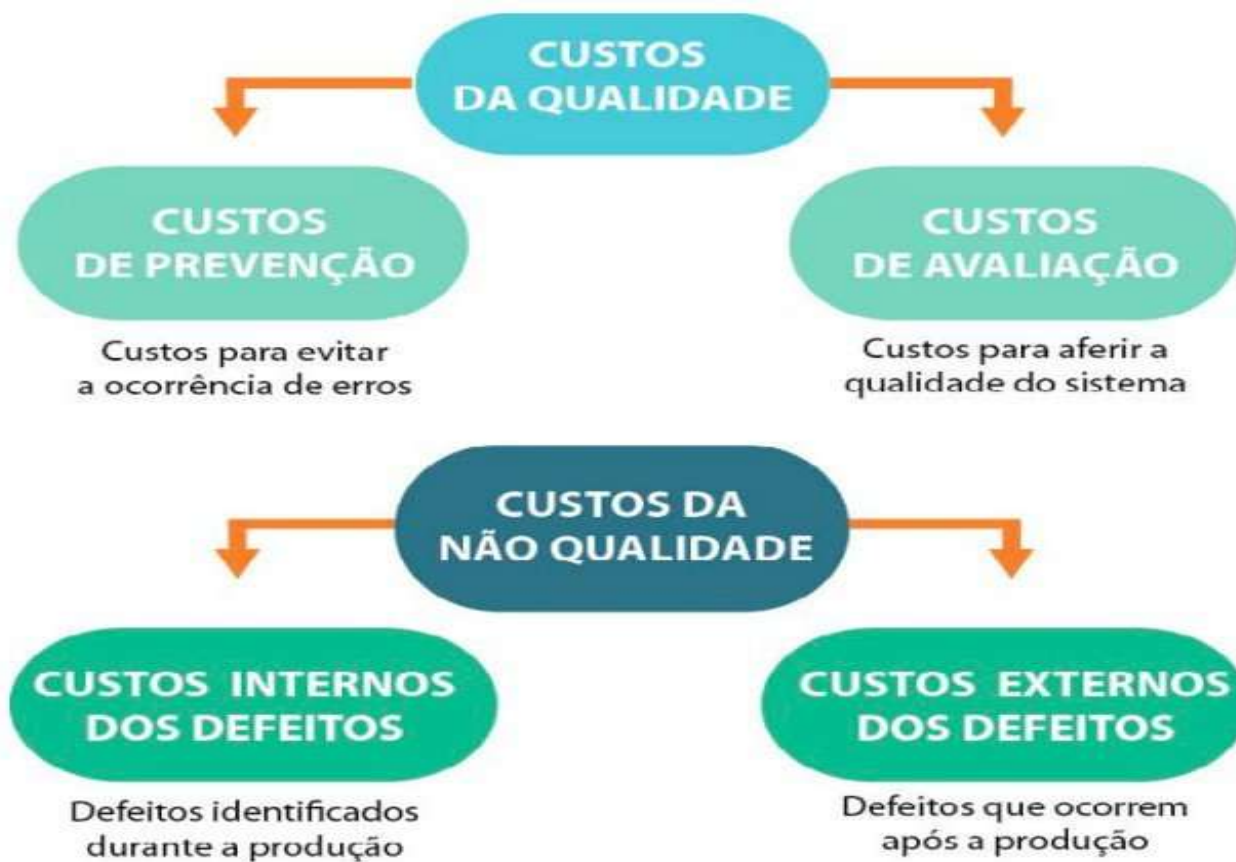 CUSTOS
DA QUALIDADE
CUSTOS
DE PREVENÇÃO
Custos para evitar
a ocorrência de erros
CUSTOS
DE AVALIAÇÃO
Custos para aferir a
qualidade do sistema
CUSTOS DA
NÃO QUALIDADE
CUSTOS INTERNOS
DOS DEFEITOS
Defeitos identificados
durante a produção
CUSTOS EXTERNOS
DOS DEFEITOS
Defeitos que ocorrem
após a produção